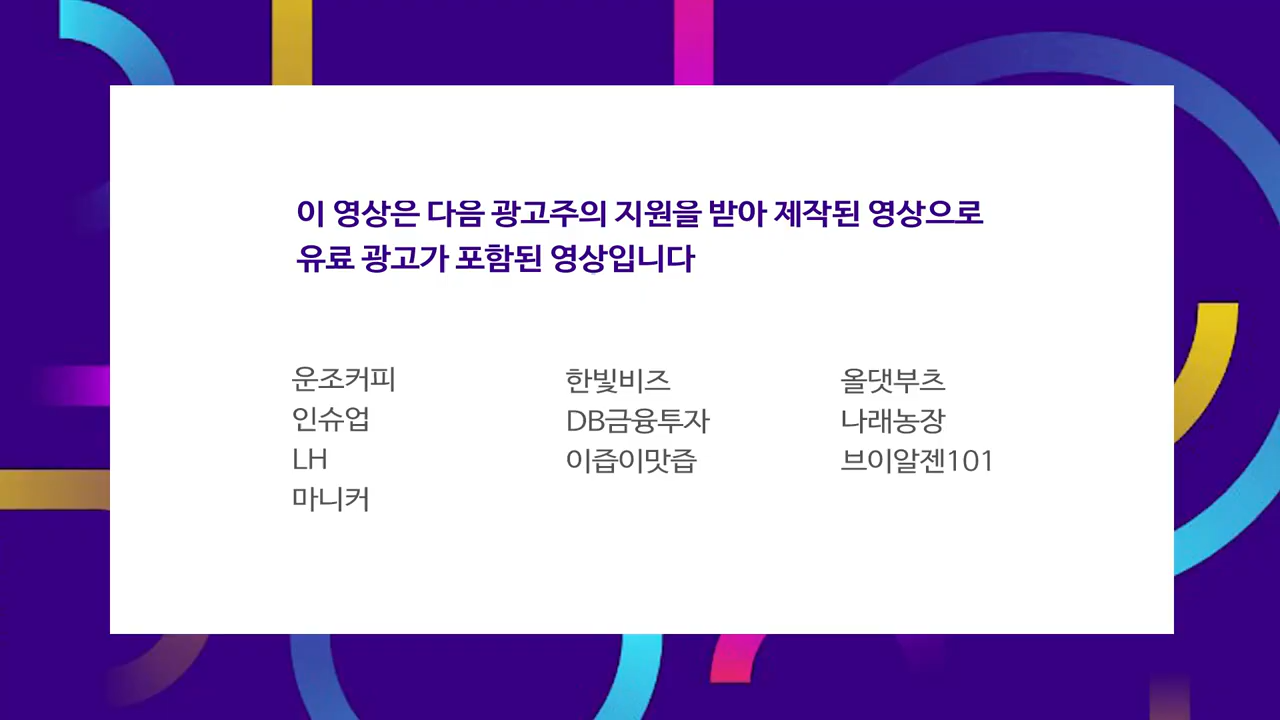 이 영상은 다음 광고주의 지원을 받아 제작된 영상으로
유료 광고가 포함된 영상입니다
운조커피
인슈업
LH
마니커
한빛비즈
DB금융투자
이즙이맛즙
올댓부츠
나래농장
브이알젠101